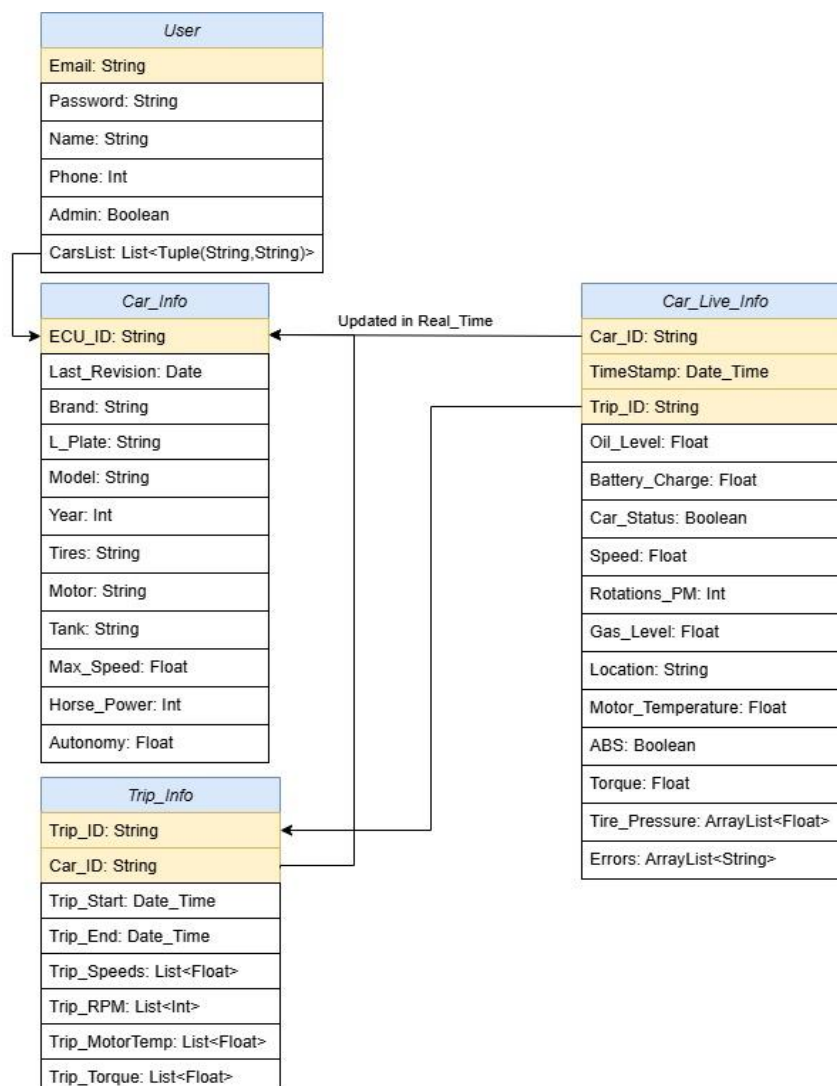 User
Email: String
Password: String
Name: String
Phone: Int
Admin: Boolean
CarsList: List<Tuple(String,String)>
Car_Info
ECU_ID: String
Last_Revision: Date
Brand: String
L_Plate: String
Model: String
Year: Int
Tires: String
Motor: String
Tank: String
Max_Speed: Float
Horse_Power: Int
Autonomy: Float
Updated in Real_Time
Car_Live_Info
Car_ID: String
TimeStamp: Date_Time
Trip_ID: String
Oil_Level: Float
Battery_Charge: Float
Car_Status: Boolean
Speed: Float
Rotations_PM: Int
Gas_Level: Float
Location: String
Motor_Temperature: Float
ABS: Boolean
Torque: Float
Tire_Pressure: ArrayList<Float>
Errors: ArrayList<String>
Trip_Info
Trip_ID: String
Car_ID: String
Trip_Start: Date_Time
Trip_End: Date_Time
Trip_Speeds: List<Float>
Trip_RPM: List<Int>
Trip_MotorTemp: List<Float>
Trip_Torque: List<Float>